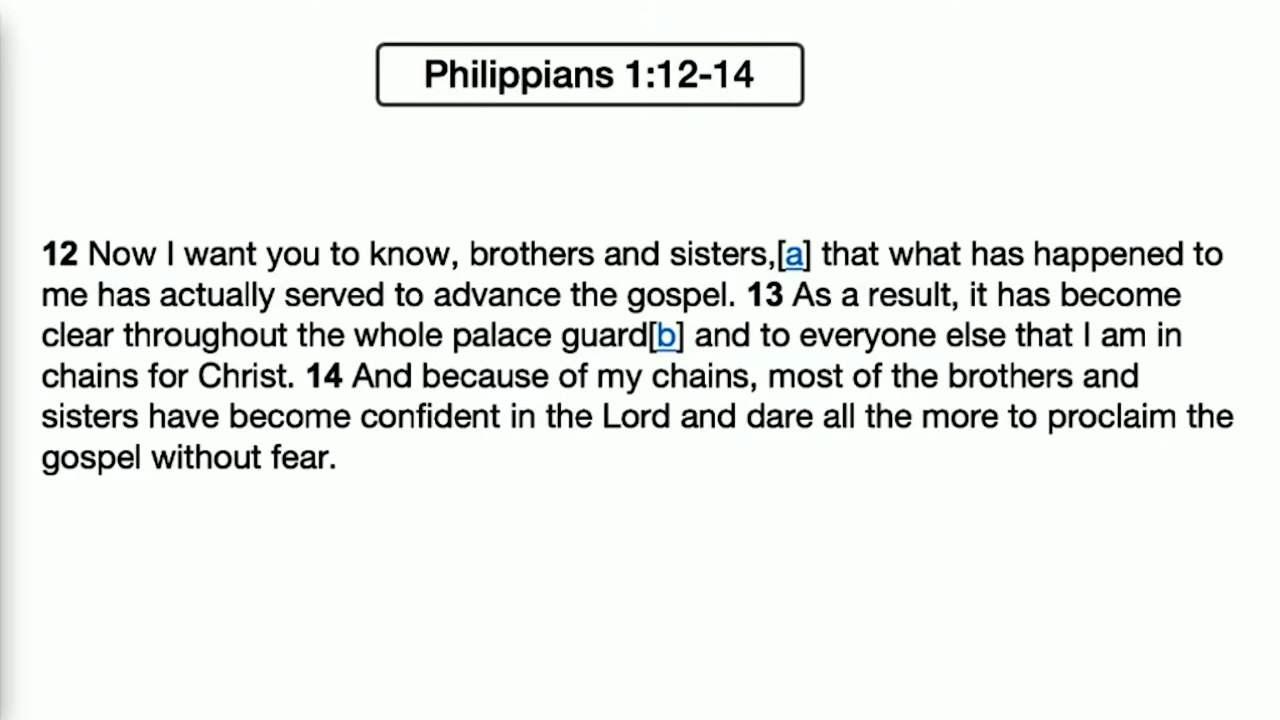 Philippians 1:12-14
12 Now I want you to know, brothers and sisters,[a] that what has happened to
me has actually served to advance the gospel. 13 As a result, it has become
clear throughout the whole palace guard[b] and to everyone else that I am in
chains for Christ. 14 And because of my chains, most of the brothers and
sisters have become confident in the Lord and dare all the more to proclaim the
gospel without fear.